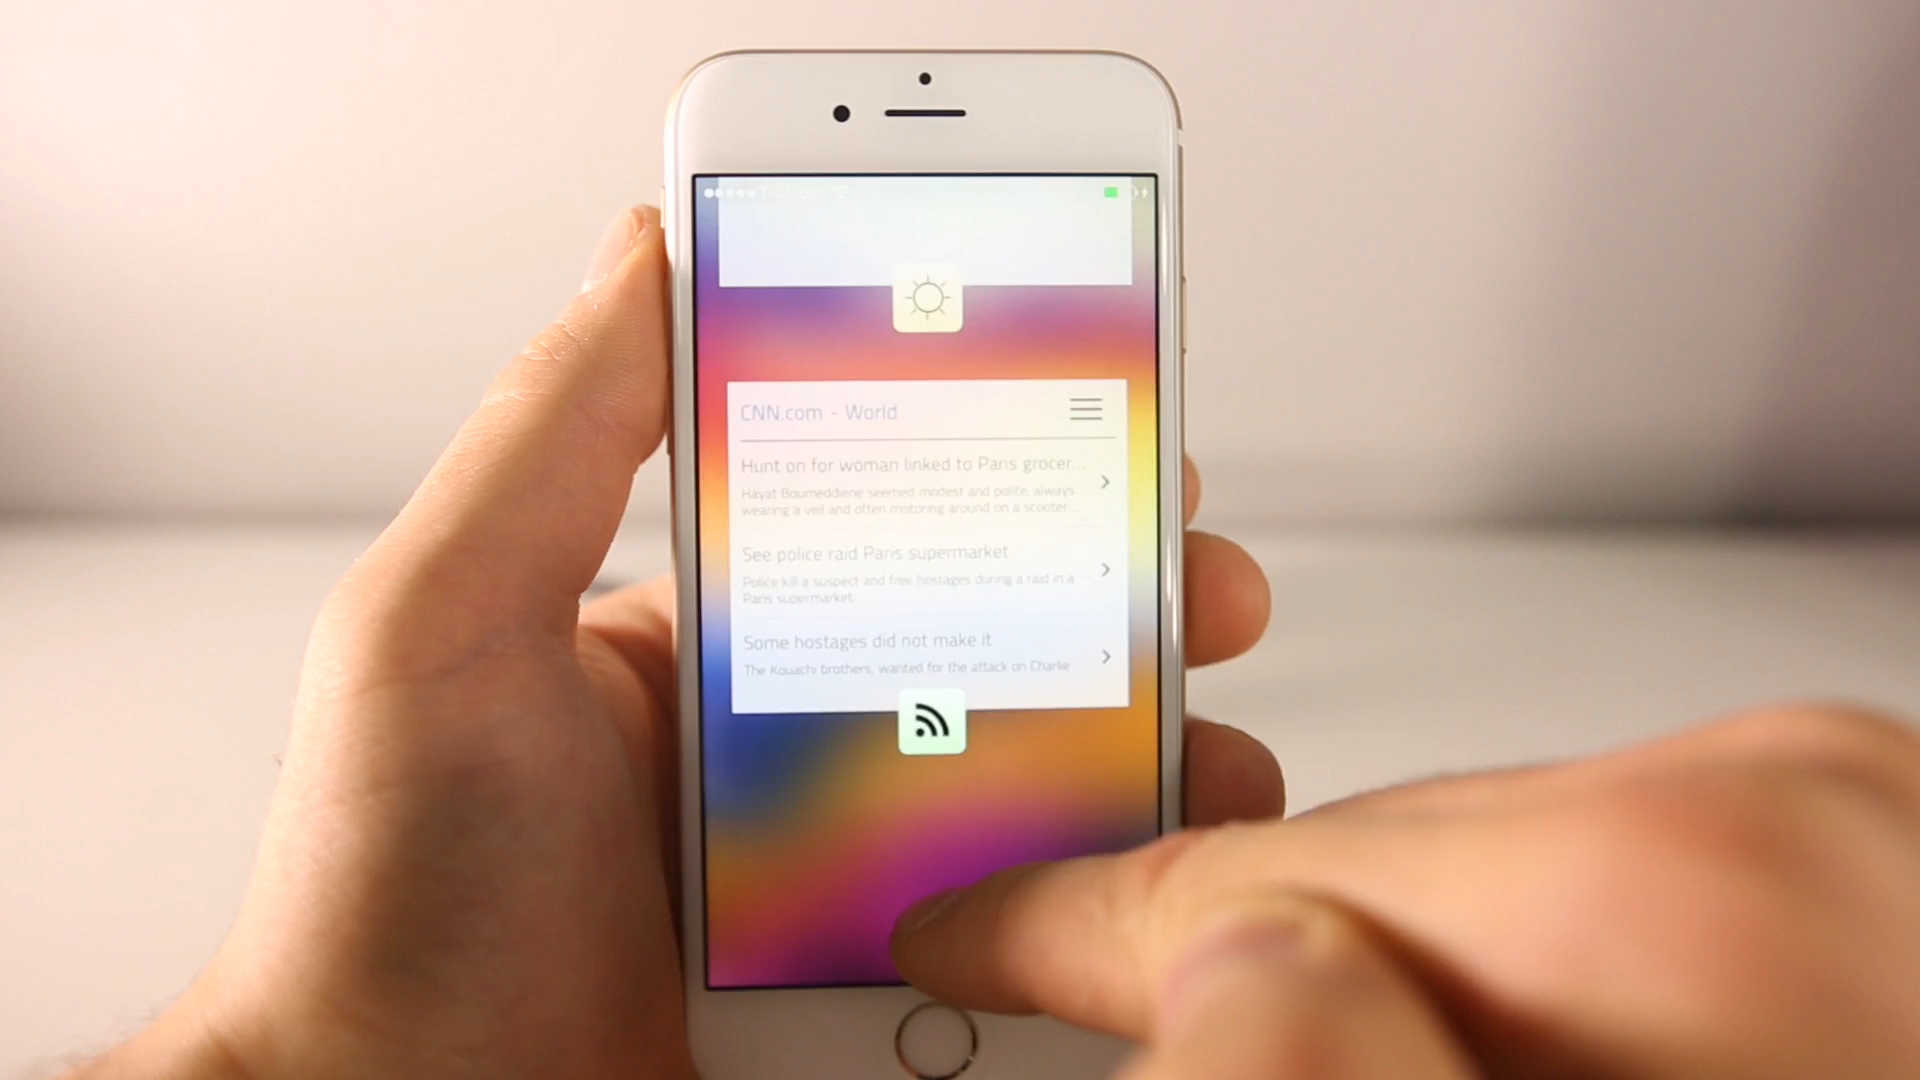 CNN.com - World
Hunt on for woman linked to Paris grocer...
Hayat Boumeddiene seemed modest and polite, always
wearing a veil and often motoring around on a scooter...
See police raid Paris supermarket
Police kill a suspect and free hostages during a raid in a
Paris supermarket.
Some hostages did not make it
The Kouachi brothers, wanted for the attack on Charlie